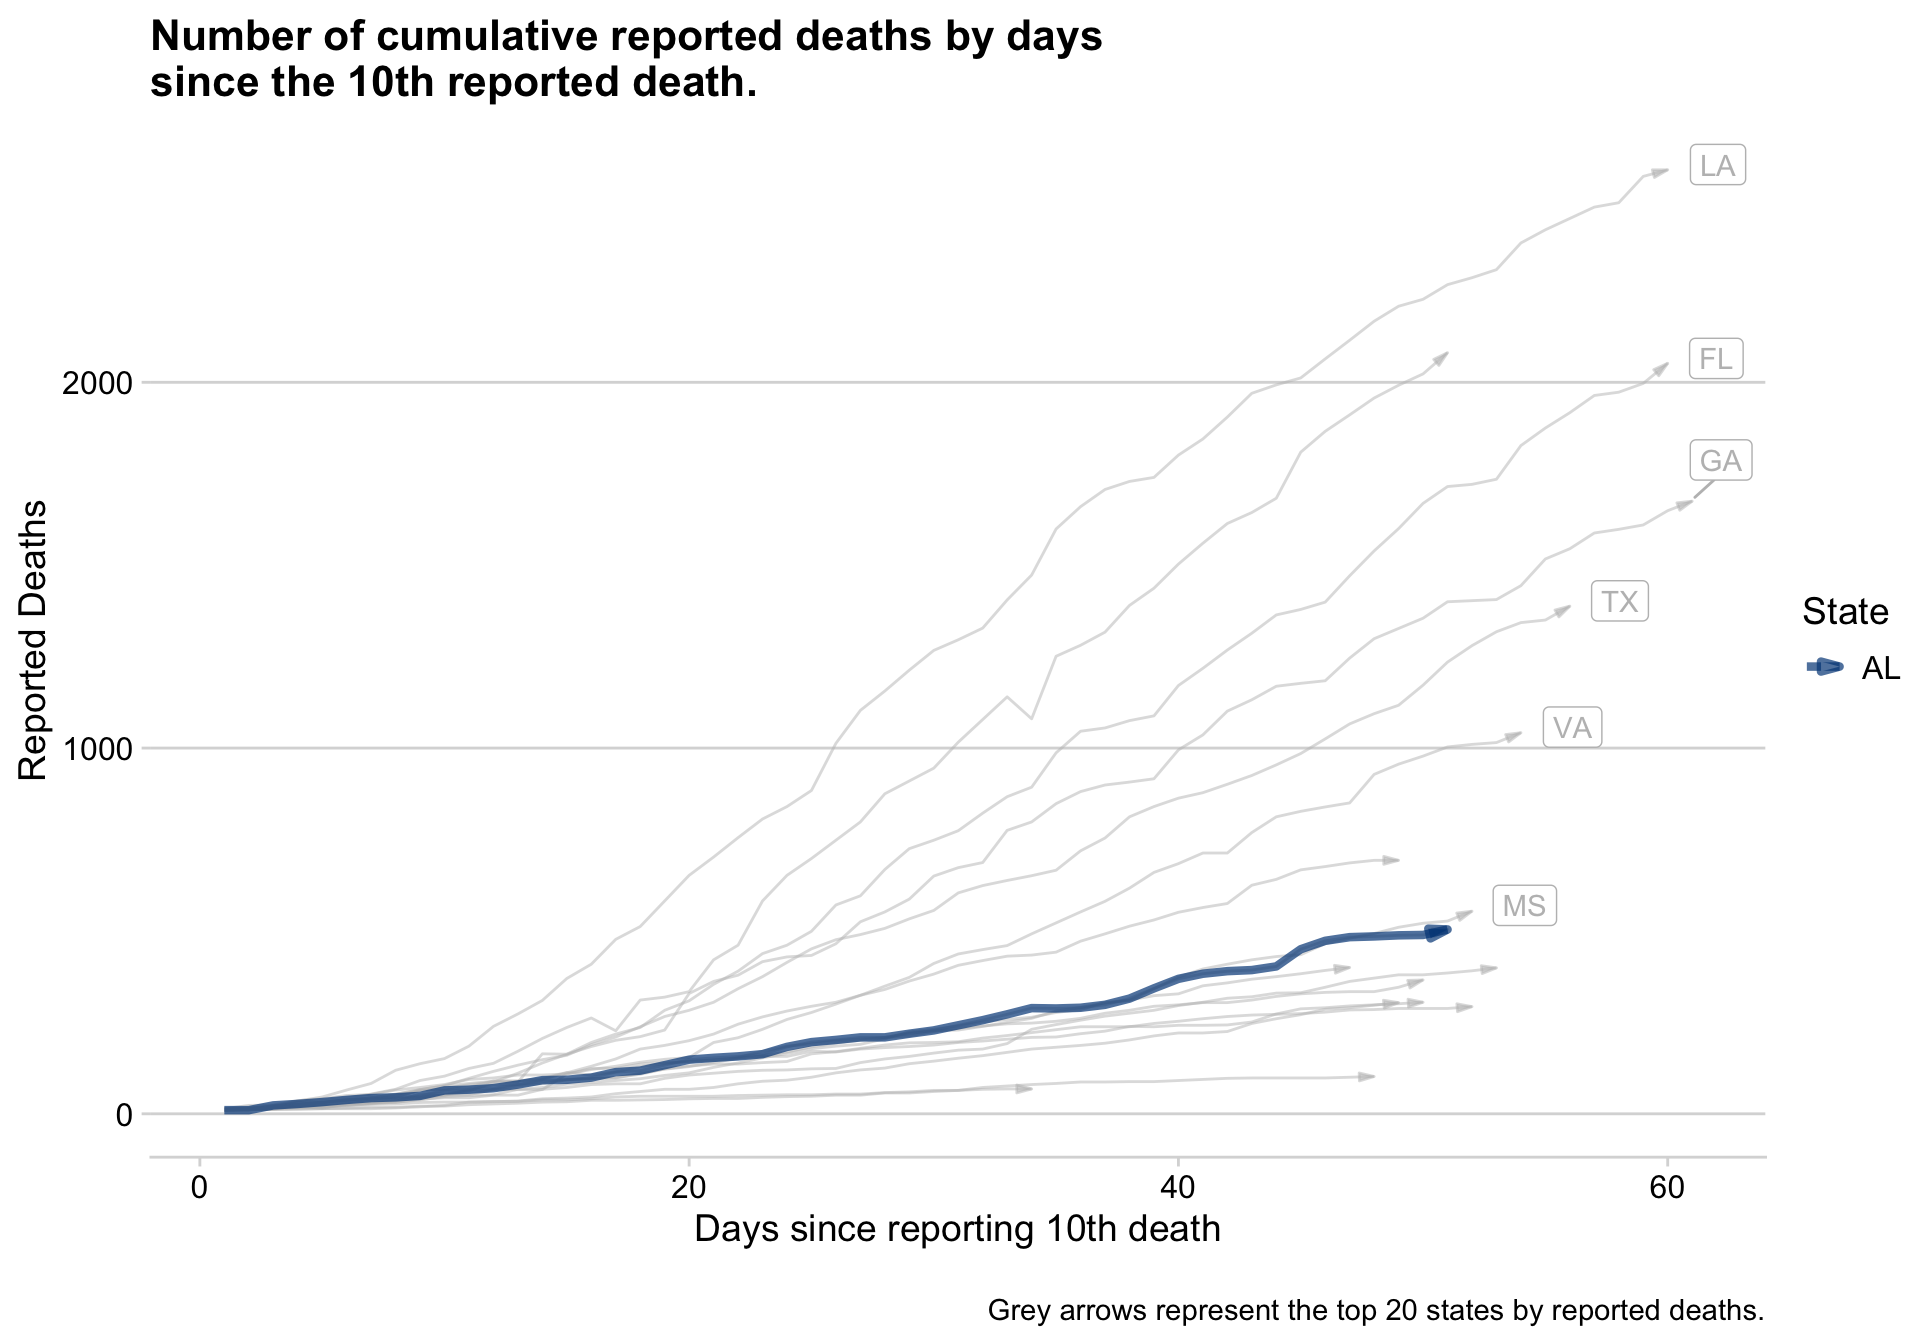 Number of cumulative reported deaths by days
since the 10th reported death.
LA
FL
GA
TX
VA
MS
2000
1000
0
Reported Deaths
0 20 40 60
Days since reporting 10th death
State
AL
Grey arrows represent the top 20 states by reported deaths.